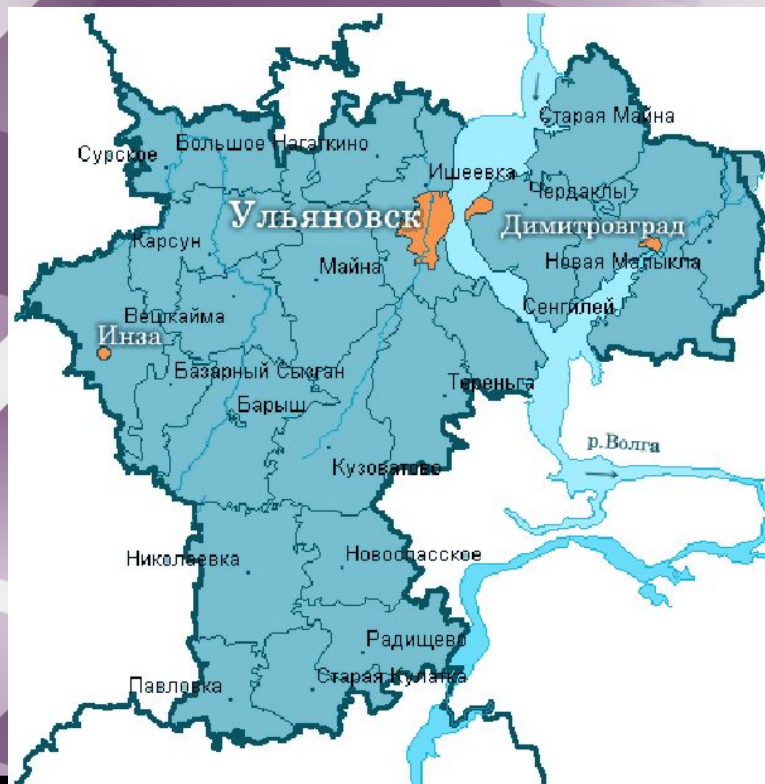 Старая Майна
Большое Нагаткино
Сурское
Ишеевка
Чердаклы
Ульяновск
Димитровград
Карсун
Майна
Новая Малыкла
Сенгилей
Вешкайма
Инза
Базарный Сызган
Тереньга
Барыш
р.Волга
Кузоватово
Николаевка
Новоспасское
Радищево
Старая Кулатка
Павловка